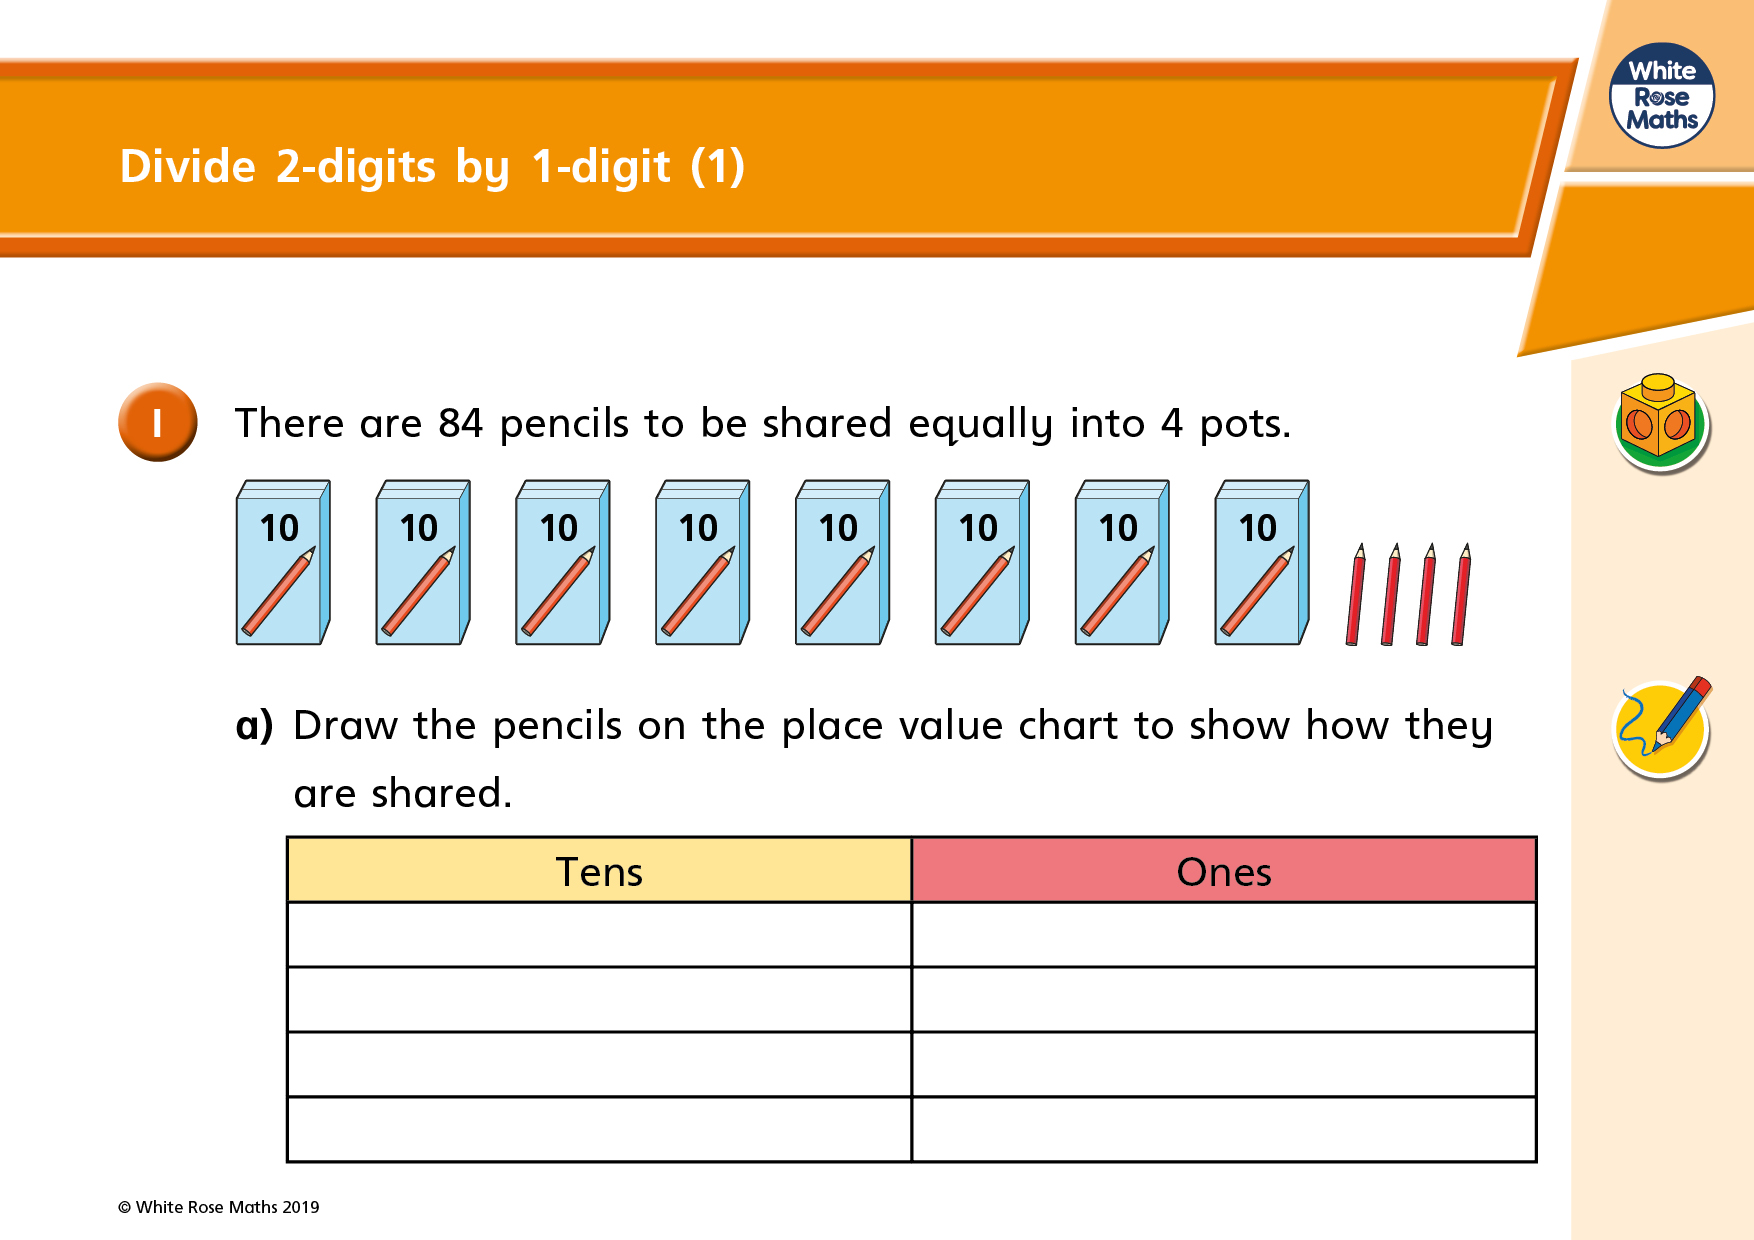 White
Rose
Maths
Divide 2-digits by 1-digit (1)
1 There are 84 pencils to be shared equally into 4 pots.
10 10 10 10 10 10 10 10
a) Draw the pencils on the place value chart to show how they
are shared.
Tens Ones
© White Rose Maths 2019